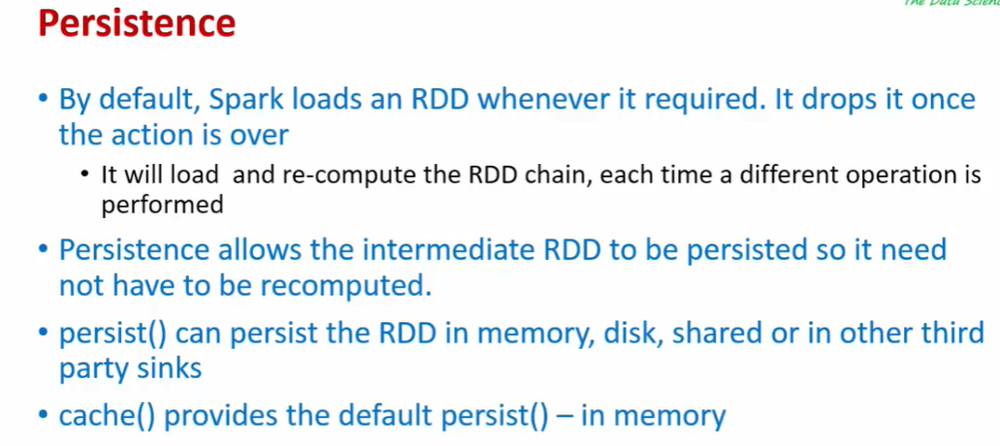 The Data Scien
Persistence
• By default, Spark loads an RDD whenever it required. It drops it once
the action is over
• It will load and re-compute the RDD chain, each time a different operation is
performed
• Persistence allows the intermediate RDD to be persisted so it need
not have to be recomputed.
• persist() can persist the RDD in memory, disk, shared or in other third
party sinks
• cache() provides the default persist() – in memory